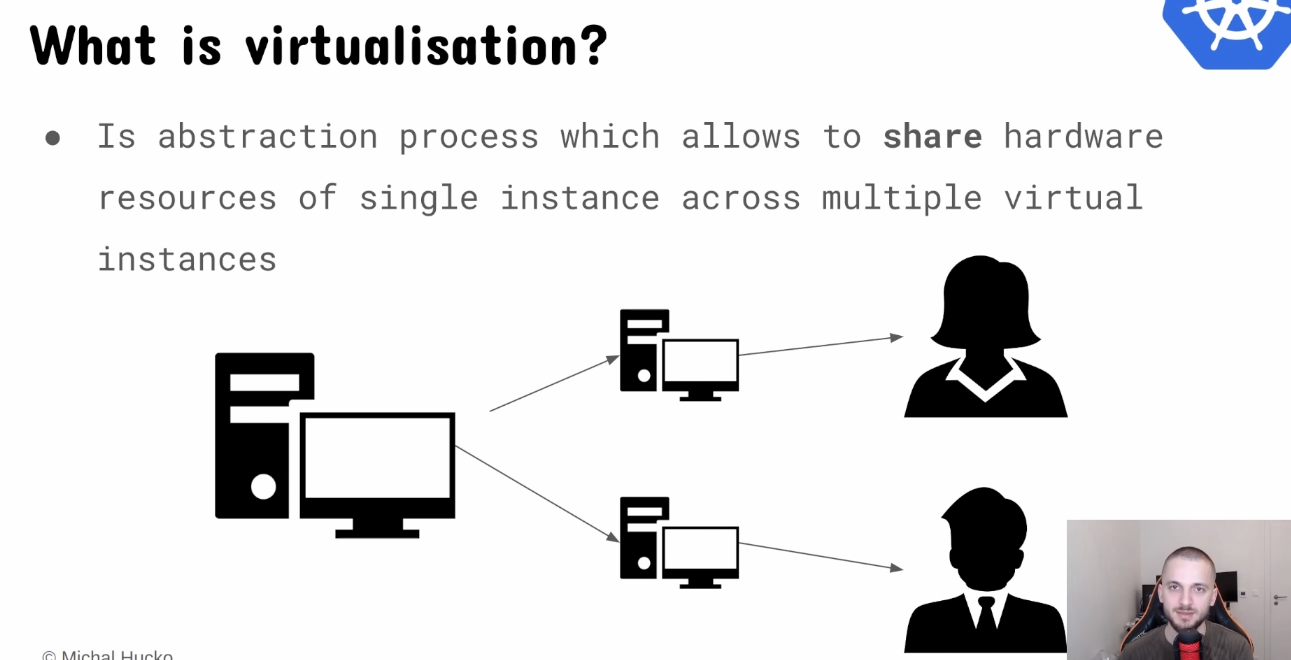 What is virtualisation?
● Is abstraction process which allows to share hardware
resources of single instance across multiple virtual
instances
© Michal Hucko